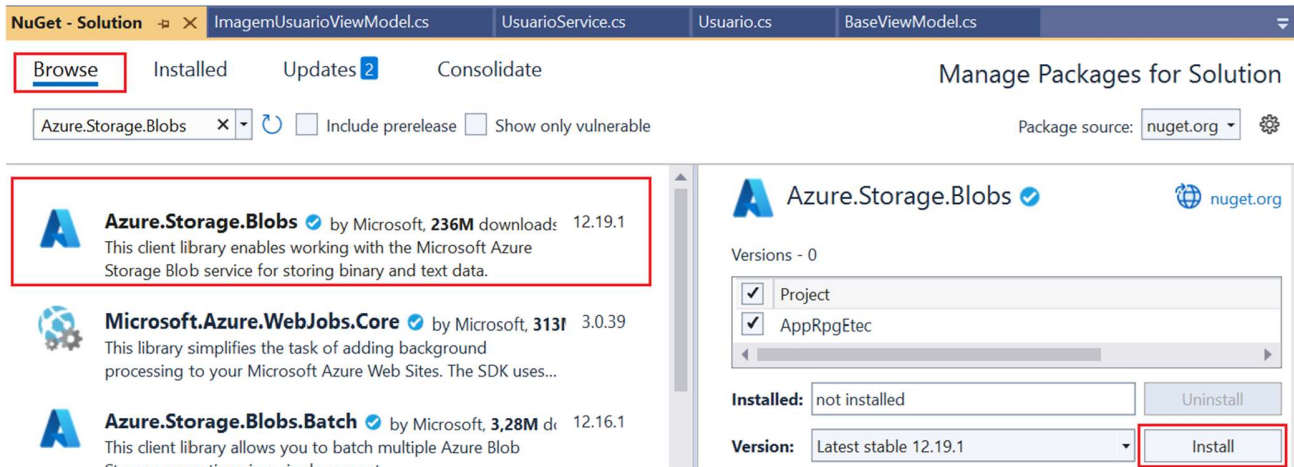 NuGet - Solution ImagemUsuarioViewModel.cs UsuarioService.cs Usuario.cs BaseViewModel.cs
Browse Installed Updates 2 Consolidate
Manage Packages for Solution
Azure.Storage.Blobs Include prerelease Show only vulnerable
Package source: nuget.org
Azure.Storage.Blobs by Microsoft, 236M downloads 12.19.1
This client library enables working with the Microsoft Azure
Storage Blob service for storing binary and text data.
Microsoft.Azure.WebJobs.Core by Microsoft, 3.0.39
This library simplifies the task of adding background
processing to your Microsoft Azure Web Sites. The SDK uses...
Azure.Storage.Blobs.Batch by Microsoft, 3,28M 12.16.1
This client library allows you to batch multiple Azure Blob
Azure.Storage.Blobs
nuget.org
Versions - 0
Project
AppRpgEtec
Installed: not installed Uninstall
Version: Latest stable 12.19.1 Install